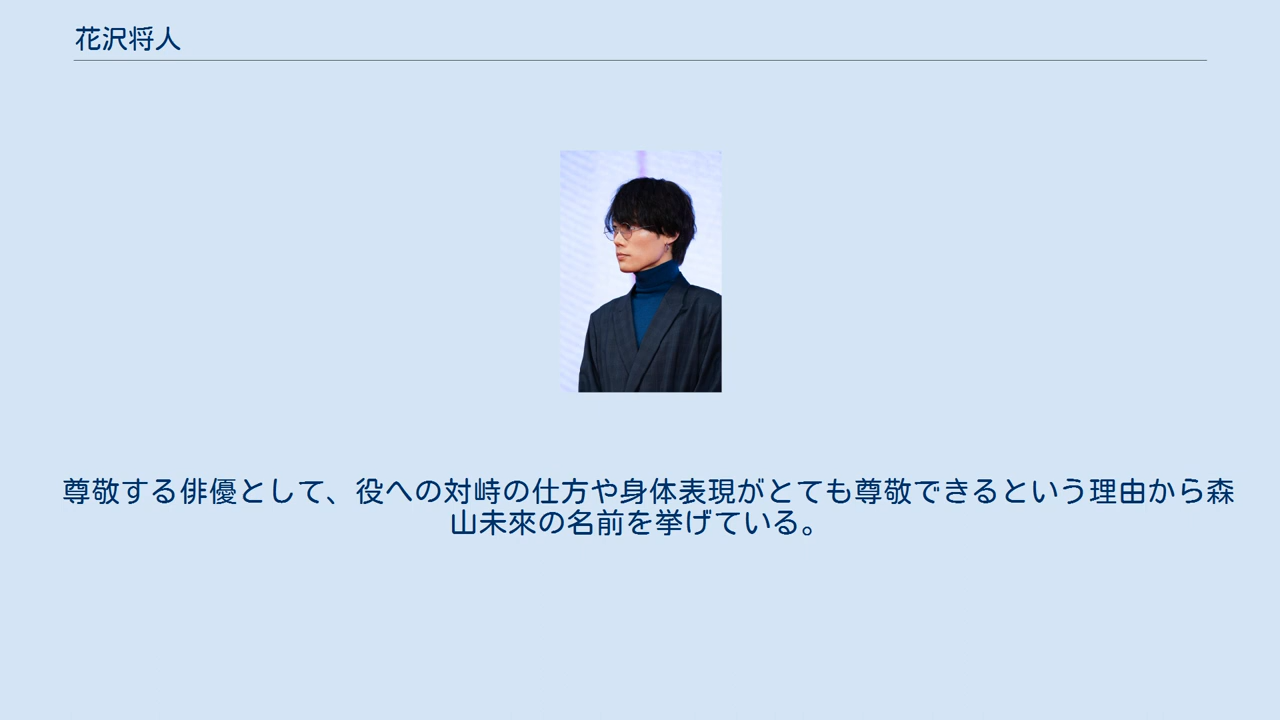 花沢将人
尊敬する俳優として、役への対峙の仕方や身体表現がとても尊敬できるという理由から森
山未來の名前を挙げている。